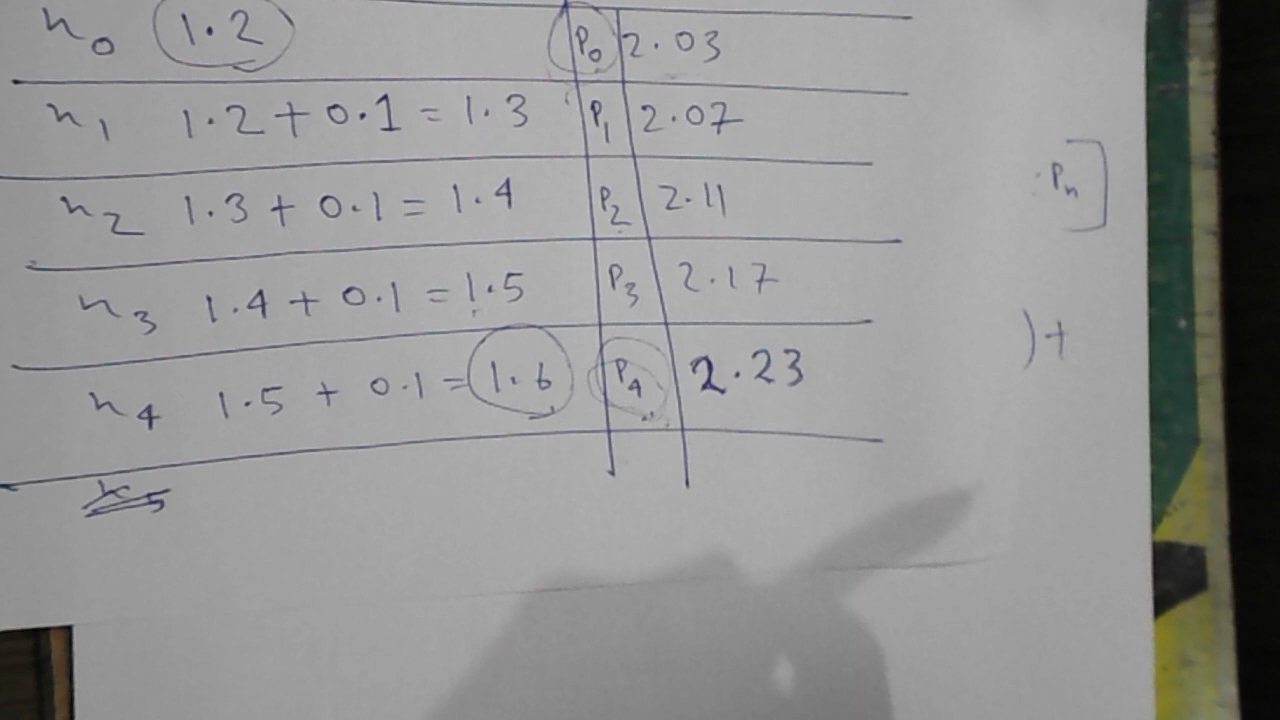 x₀ 1.2 P₀ 2.03
x₁ 1.2 + 0.1 = 1.3 P₁ 2.07
x₂ 1.3 + 0.1 = 1.4 P₂ 2.11
Pₙ]
x₃ 1.4 + 0.1 = 1.5 P₃ 2.17
)+
x₄ 1.5 + 0.1 = 1.6 P₄ 2.23
x₅